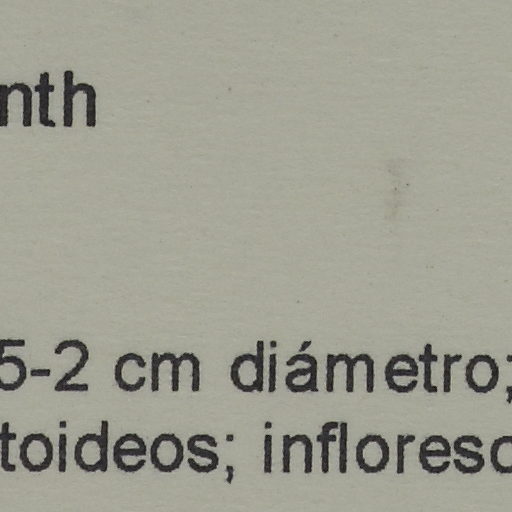 nth
5-2 cm diámetro;
toideos; infloresc